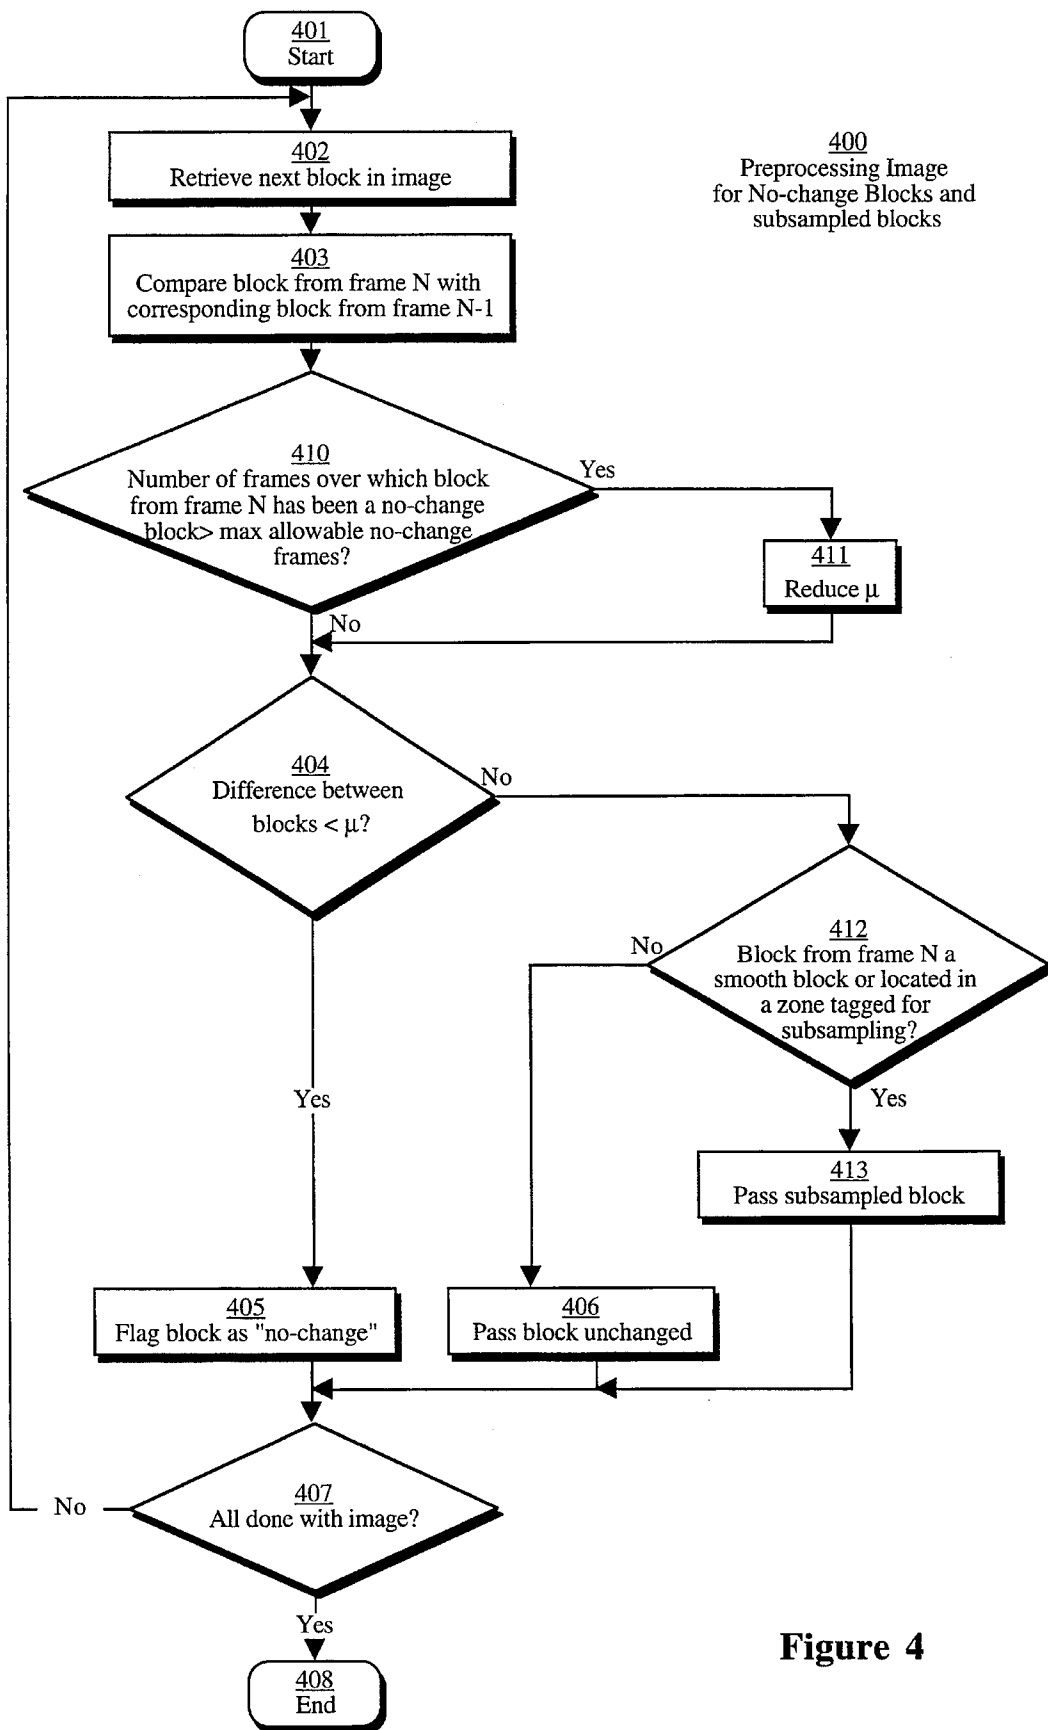 401
Start
400
Preprocessing Image
for No-change Blocks and
subsampled blocks
402
Retrieve next block in image
403
Compare block from frame N with
corresponding block from frame N-1
410
Number of frames over which block
from frame N has been a no-change
block> max allowable no-change
frames?
Yes
411
Reduce µ
No
404
Difference between
blocks < µ?
No
412
Block from frame N a
smooth block or located in
a zone tagged for
subsampling?
No
Yes
Yes
413
Pass subsampled block
405
Flag block as "no-change"
406
Pass block unchanged
407
All done with image?
No
Yes
408
End
Figure 4